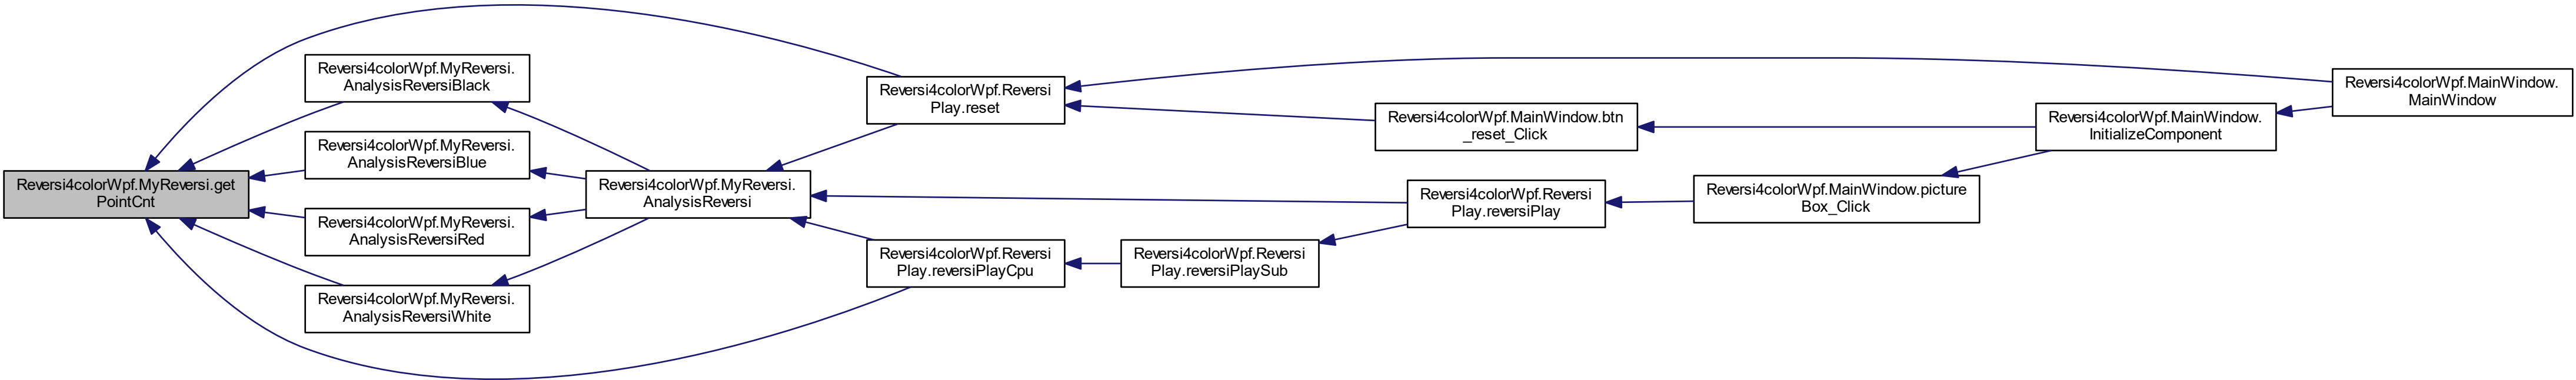 Reversi4colorWpf.MyReversi.get
PointCnt
Reversi4colorWpf.MyReversi.
AnalysisReversiBlack
Reversi4colorWpf.MyReversi.
AnalysisReversiBlue
Reversi4colorWpf.MyReversi.
AnalysisReversiRed
Reversi4colorWpf.MyReversi.
AnalysisReversiWhite
Reversi4colorWpf.MyReversi.
AnalysisReversi
Reversi4colorWpf.Reversi
Play.reset
Reversi4colorWpf.Reversi
Play.reversiPlayCpu
Reversi4colorWpf.Reversi
Play.reversiPlaySub
Reversi4colorWpf.MainWindow.btn
_reset_Click
Reversi4colorWpf.Reversi
Play.reversiPlay
Reversi4colorWpf.MainWindow.picture
Box_Click
Reversi4colorWpf.MainWindow.
InitializeComponent
Reversi4colorWpf.MainWindow.
MainWindow